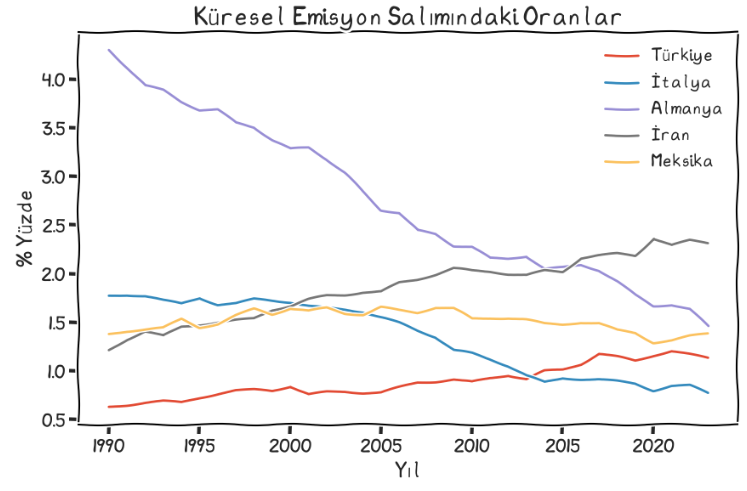 Küresel Emisyon Salımındaki Oranlar
Türkiye
İtalya
Almanya
İran
Meksika
% Yüzde
4.0
3.5
3.0
2.5
2.0
1.5
1.0
0.5
1990 1995 2000 2005 2010 2015 2020
Yıl